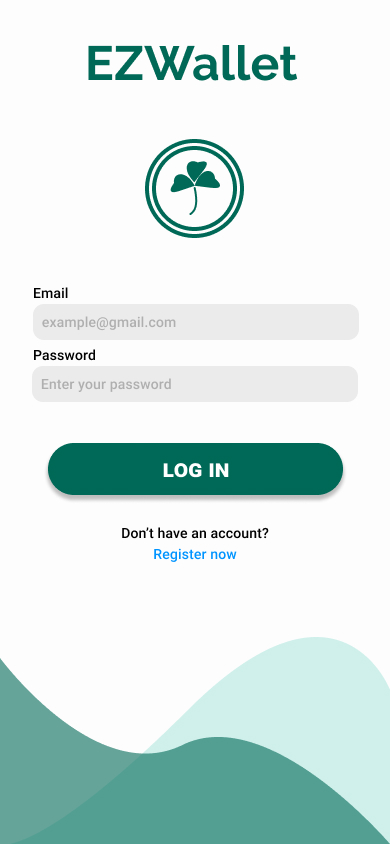 EZWallet
Email
example@gmail.com
Password
Enter your password
LOG IN
Don’t have an account?
Register now